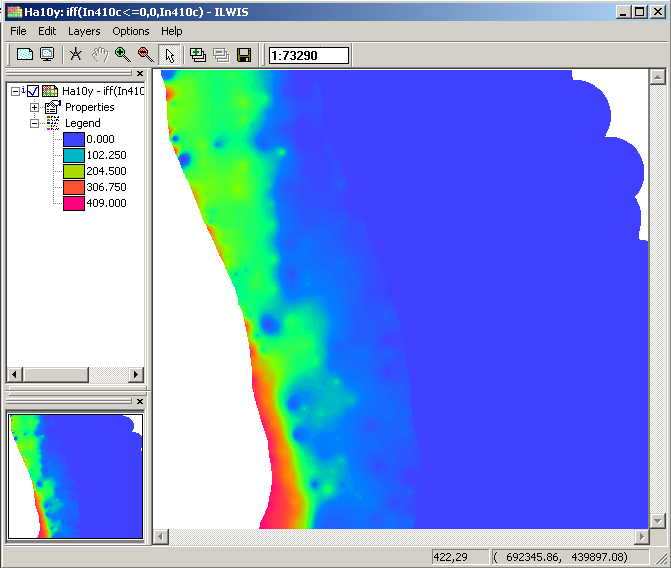 Ha10y: iff(In410c<=0,0,In410c) - ILWIS
File Edit Layers Options Help
1:73290
Ha10y - iff(In410
Properties
Legend
0.000
102.250
204.500
306.750
409.000
422,29 ( 692345.86, 439897.08)